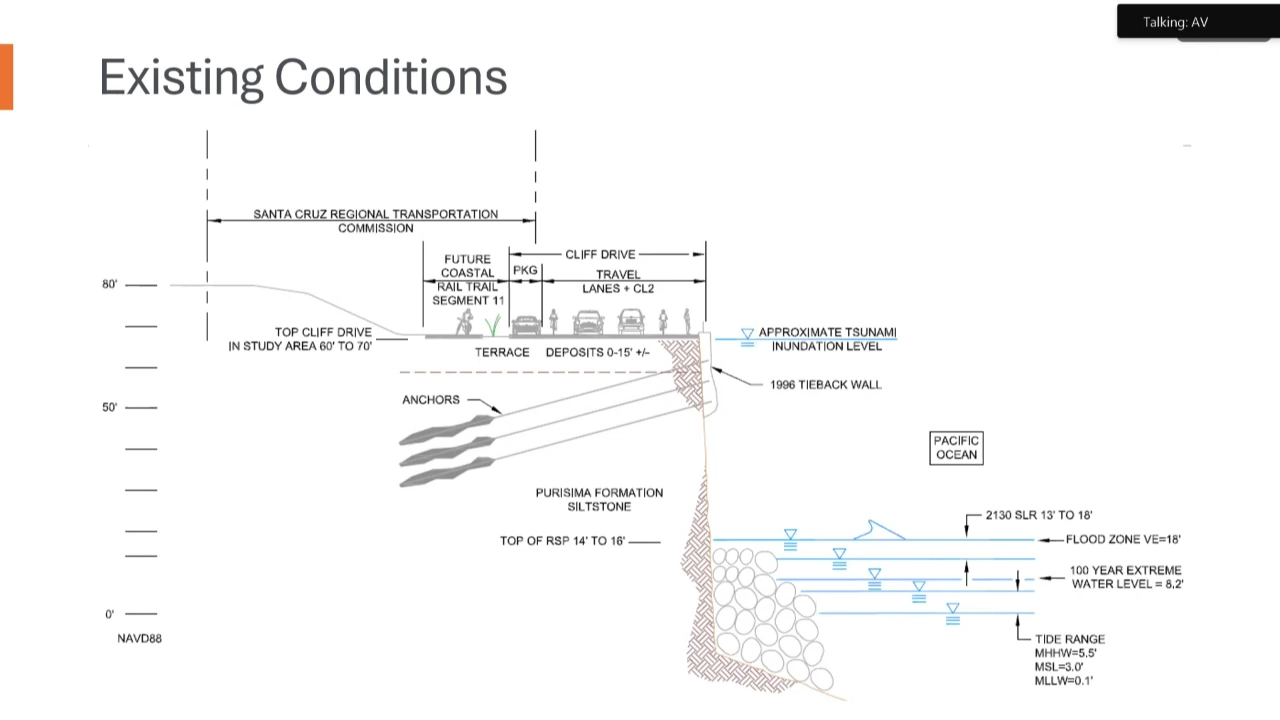 Talking: AV
Existing Conditions
SANTA CRUZ REGIONAL TRANSPORTATION
COMMISSION
FUTURE
COASTAL
RAIL TRAIL
SEGMENT 11
PKG
CLIFF DRIVE
TRAVEL
LANES + CL2
80'
TOP CLIFF DRIVE
IN STUDY AREA 60' TO 70'
TERRACE DEPOSITS 0-15' +/-
APPROXIMATE TSUNAMI
INUNDATION LEVEL
1996 TIEBACK WALL
ANCHORS
50'
PACIFIC
OCEAN
PURISIMA FORMATION
SILTSTONE
TOP OF RSP 14' TO 16'
2130 SLR 13' TO 18'
FLOOD ZONE VE=18'
100 YEAR EXTREME
WATER LEVEL = 8.2'
0'
NAVD88
TIDE RANGE
MHHW=5.5'
MSL=3.0'
MLLW=0.1'